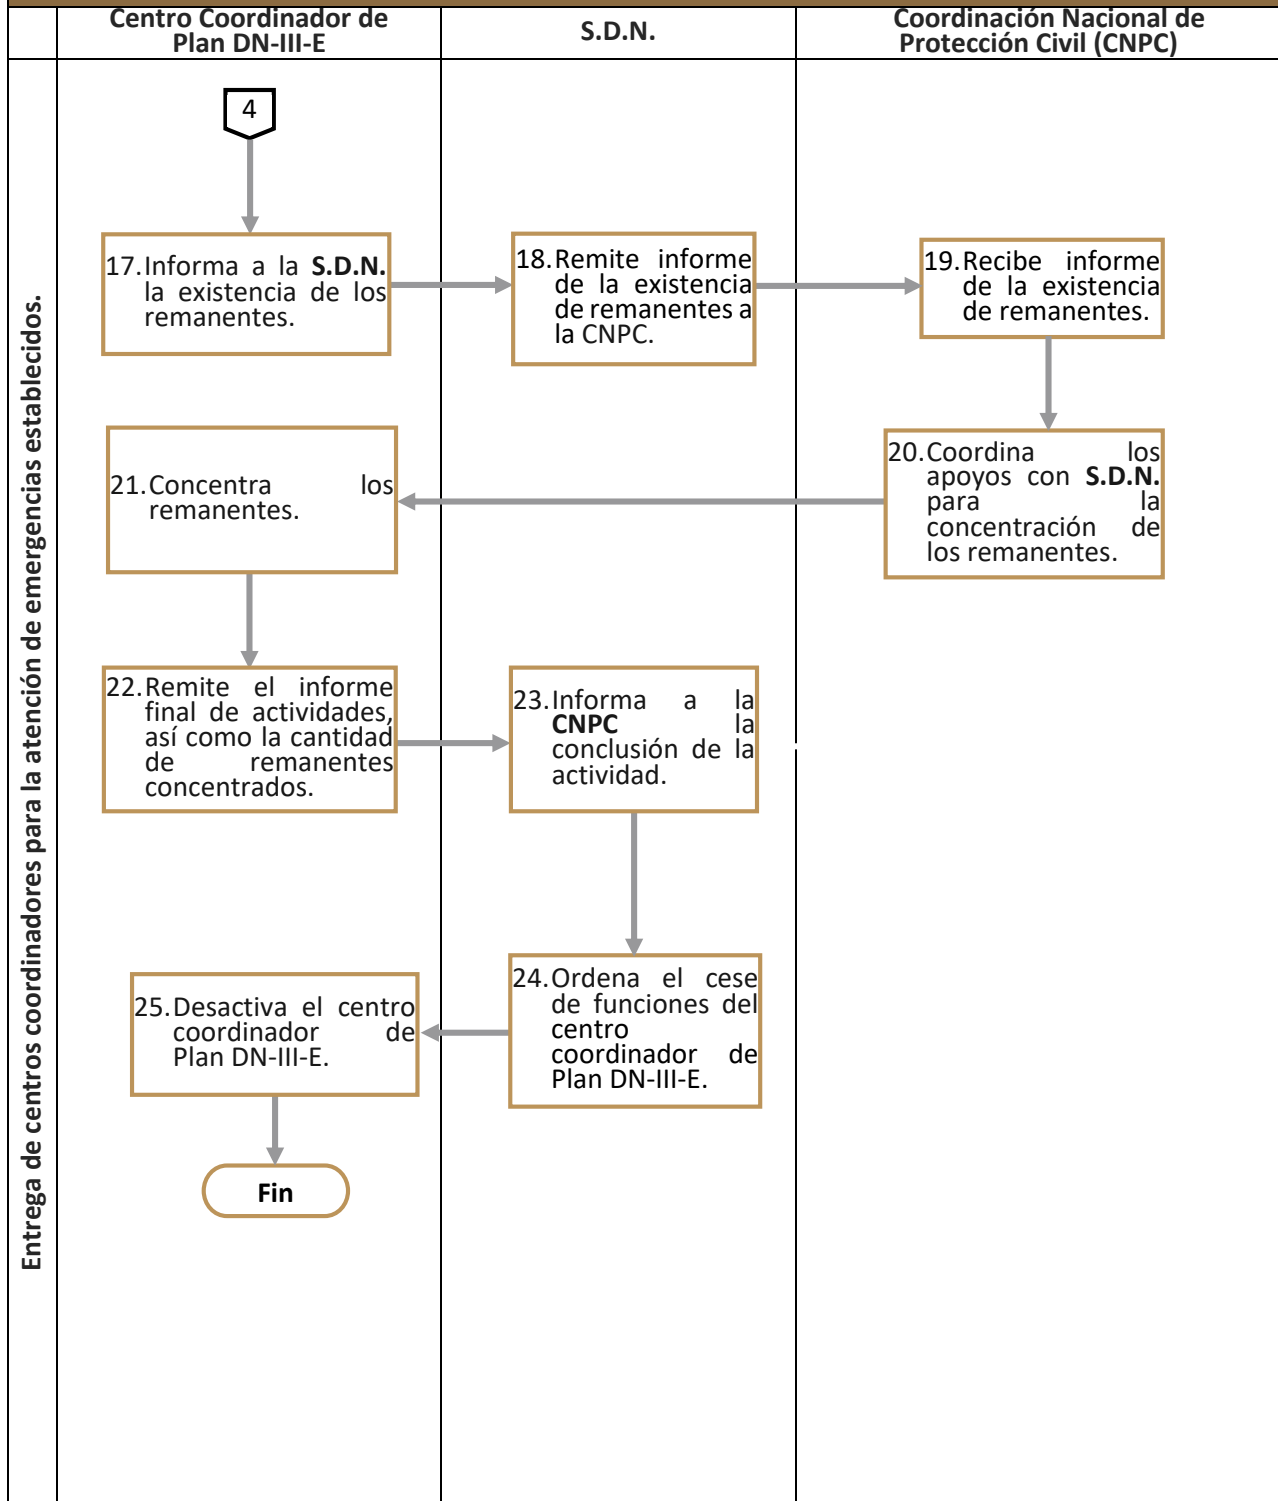 Centro Coordinador de
Plan DN-III-E
S.D.N.
Coordinación Nacional de
Protección Civil (CNPC)
Entrega de centros coordinadores para la atención de emergencias establecidos.
4
17. Informa a la S.D.N.
la existencia de los
remanentes.
18. Remite informe
de la existencia
de remanentes a
la CNPC.
19. Recibe informe
de la existencia
de remanentes.
20. Coordina los
apoyos con S.D.N.
para la
concentración de
los remanentes.
21. Concentra los
remanentes.
22. Remite el informe
final de actividades,
así como la cantidad
de remanentes
concentrados.
23. Informa a la
CNPC la
conclusión de la
actividad.
24. Ordena el cese
de funciones del
centro
coordinador de
Plan DN-III-E.
25. Desactiva el centro
coordinador de
Plan DN-III-E.
Fin